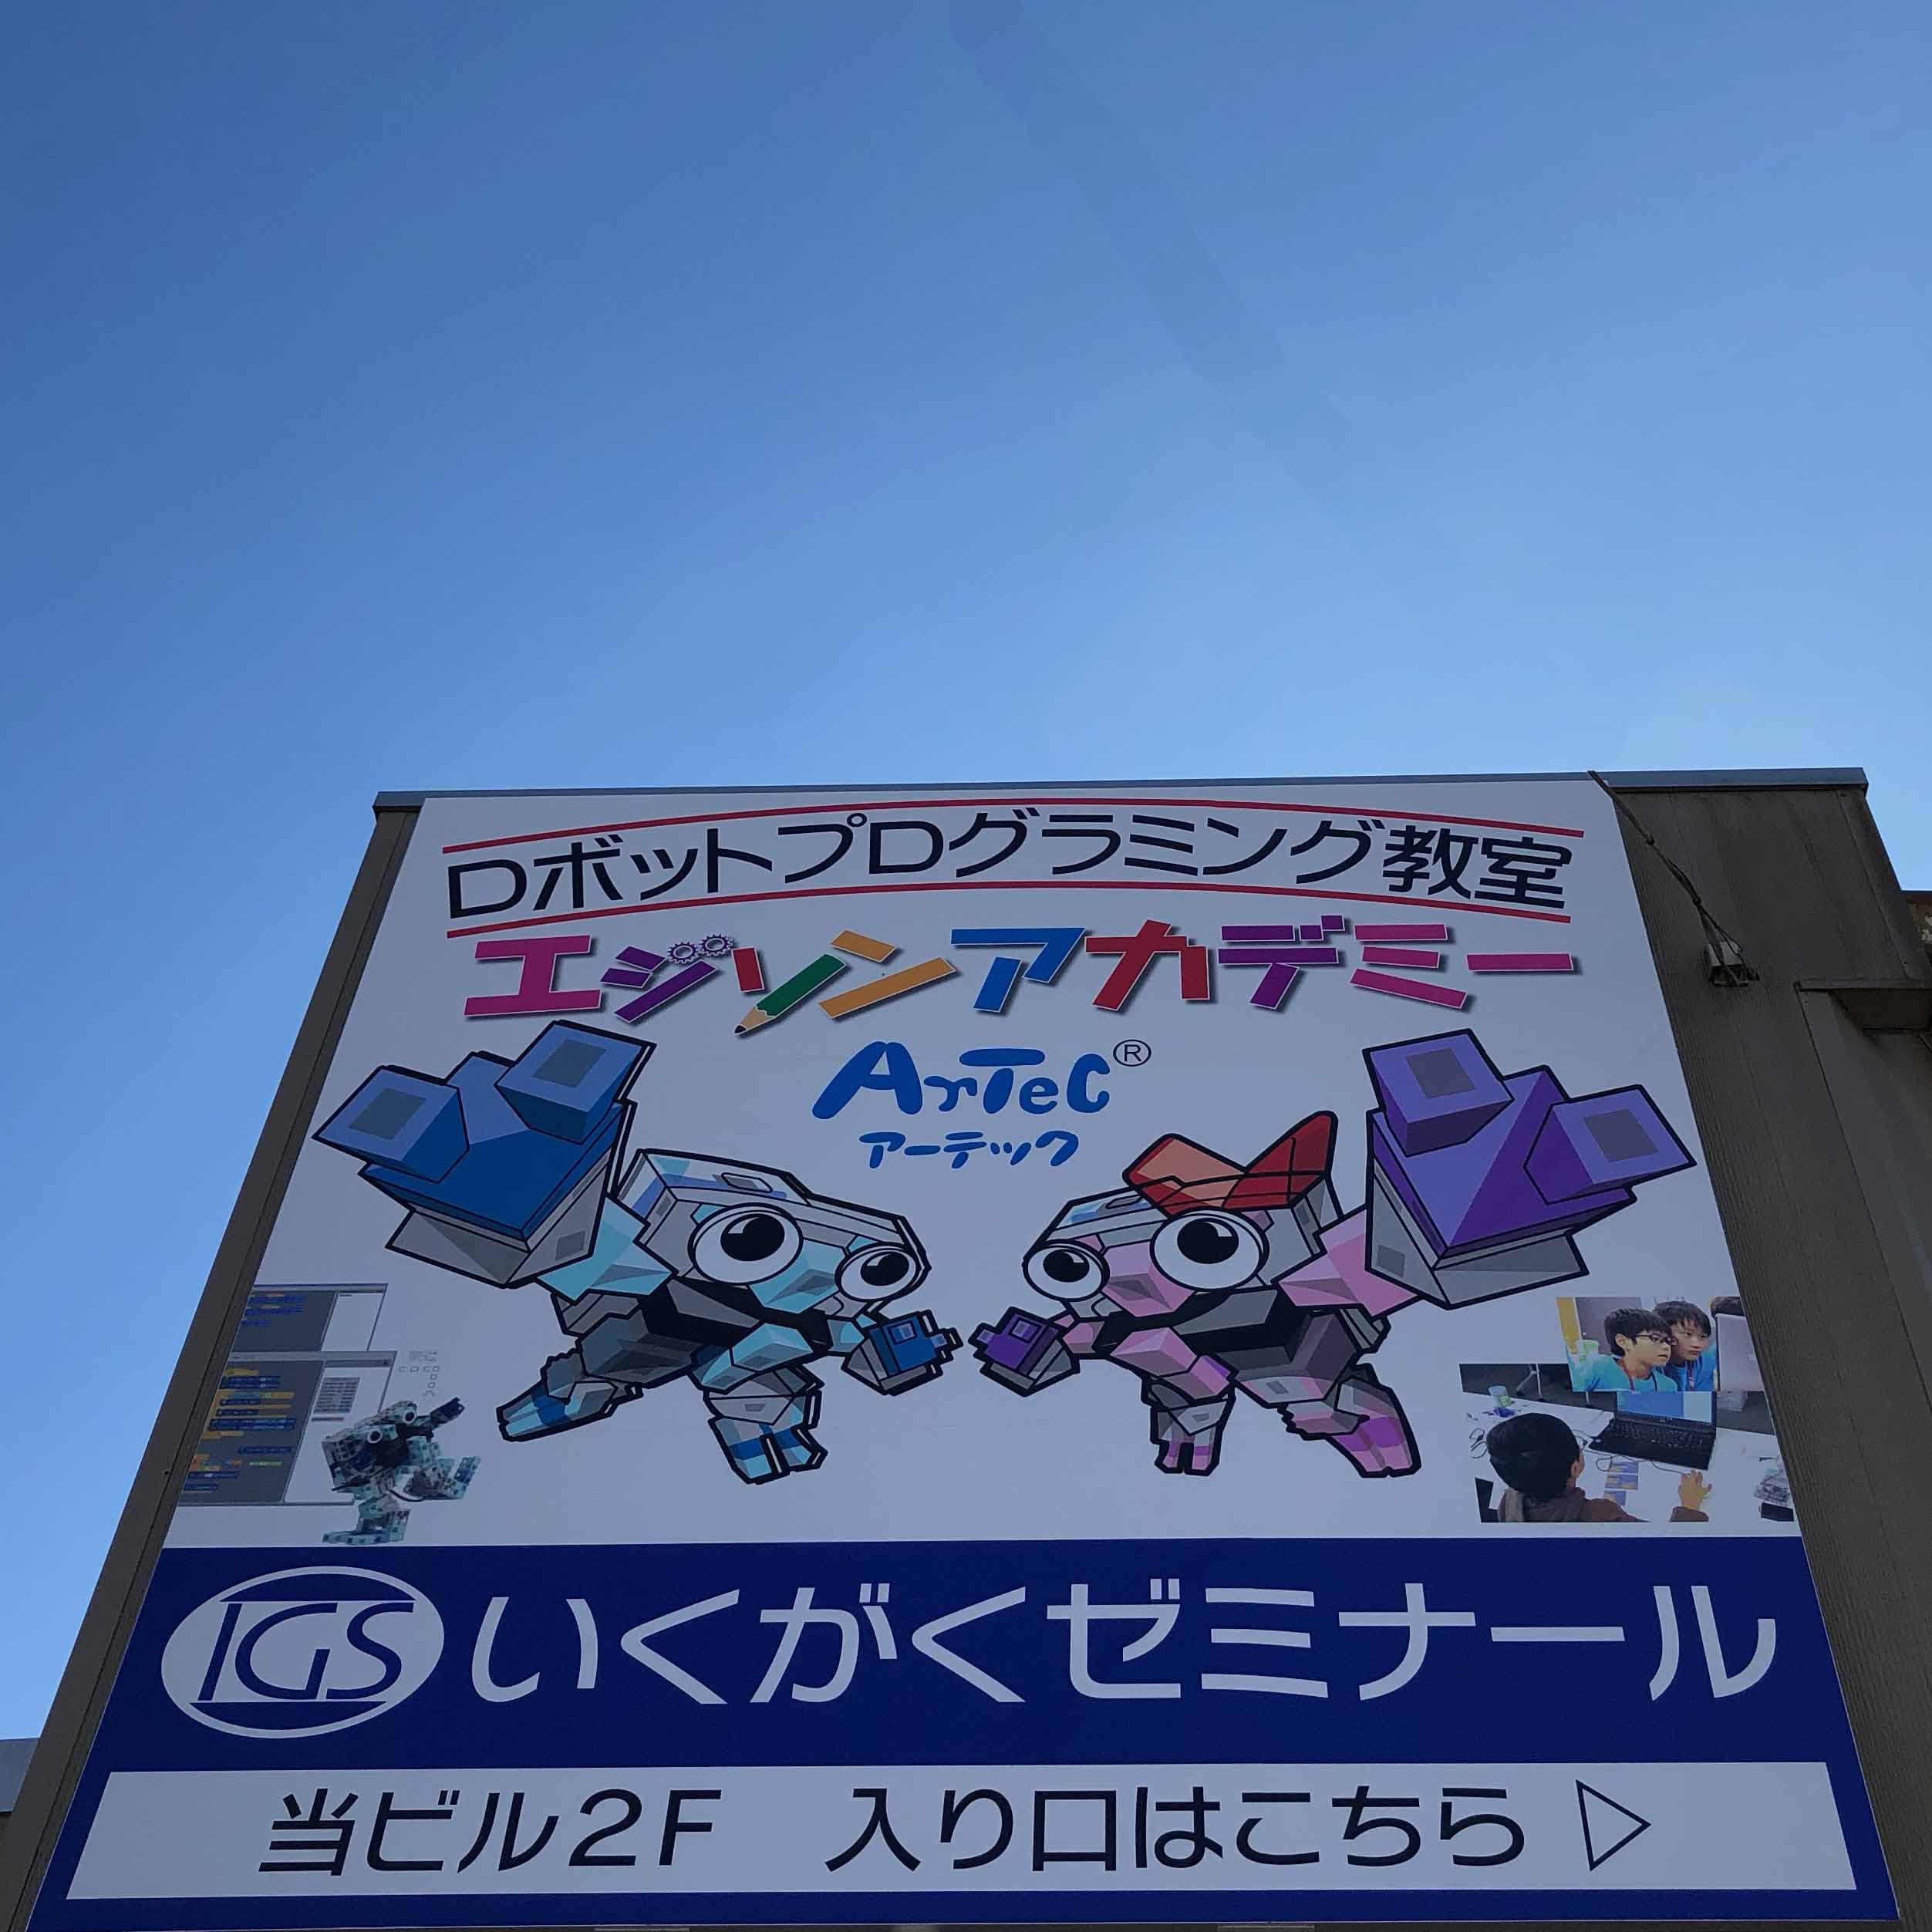 ロボットプログラミング教室
エジソンアカデミー
ArTeC®
アーテック
IGS いくがくゼミナール
当ビル2F 入り口はこちら ▷